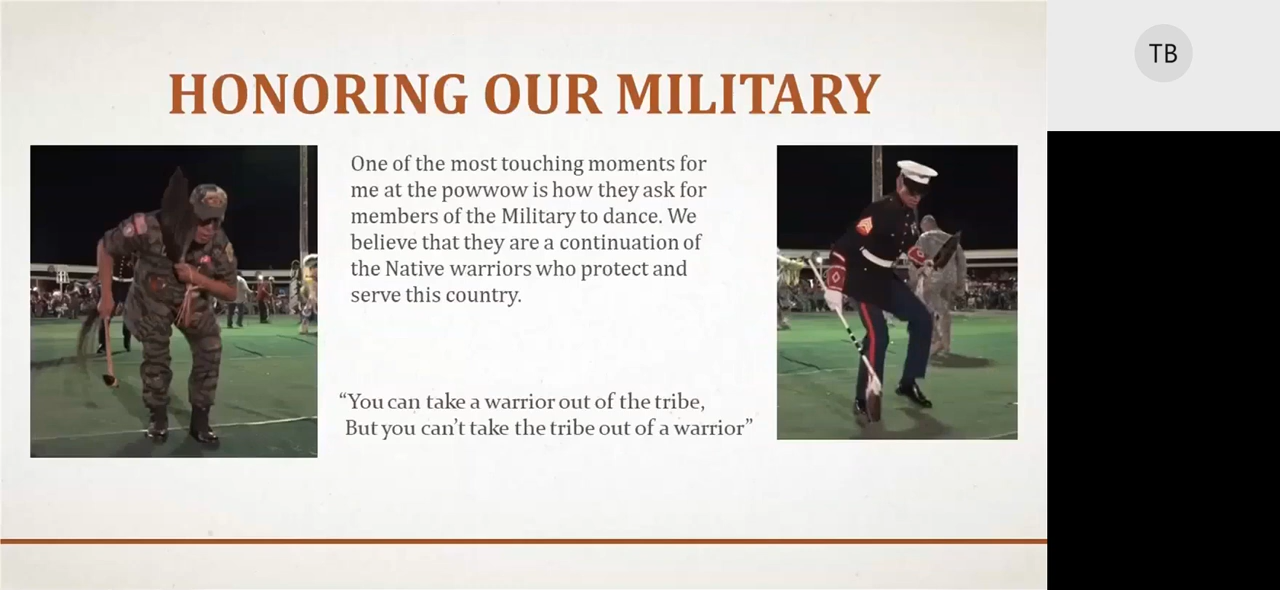 HONORING OUR MILITARY
One of the most touching moments for
me at the powwow is how they ask for
members of the Military to dance. We
believe that they are a continuation of
the Native warriors who protect and
serve this country.
“You can take a warrior out of the tribe,
But you can’t take the tribe out of a warrior”
TB